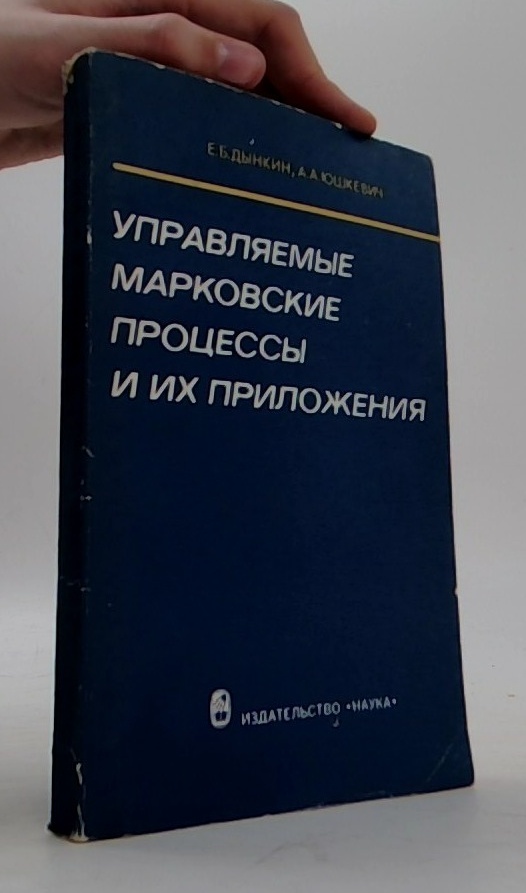 Е.Б.ДЫНКИН, А.А.ЮШКЕВИЧ
УПРАВЛЯЕМЫЕ
МАРКОВСКИЕ
ПРОЦЕССЫ
И ИХ ПРИЛОЖЕНИЯ
ИЗДАТЕЛЬСТВО «НАУКА»